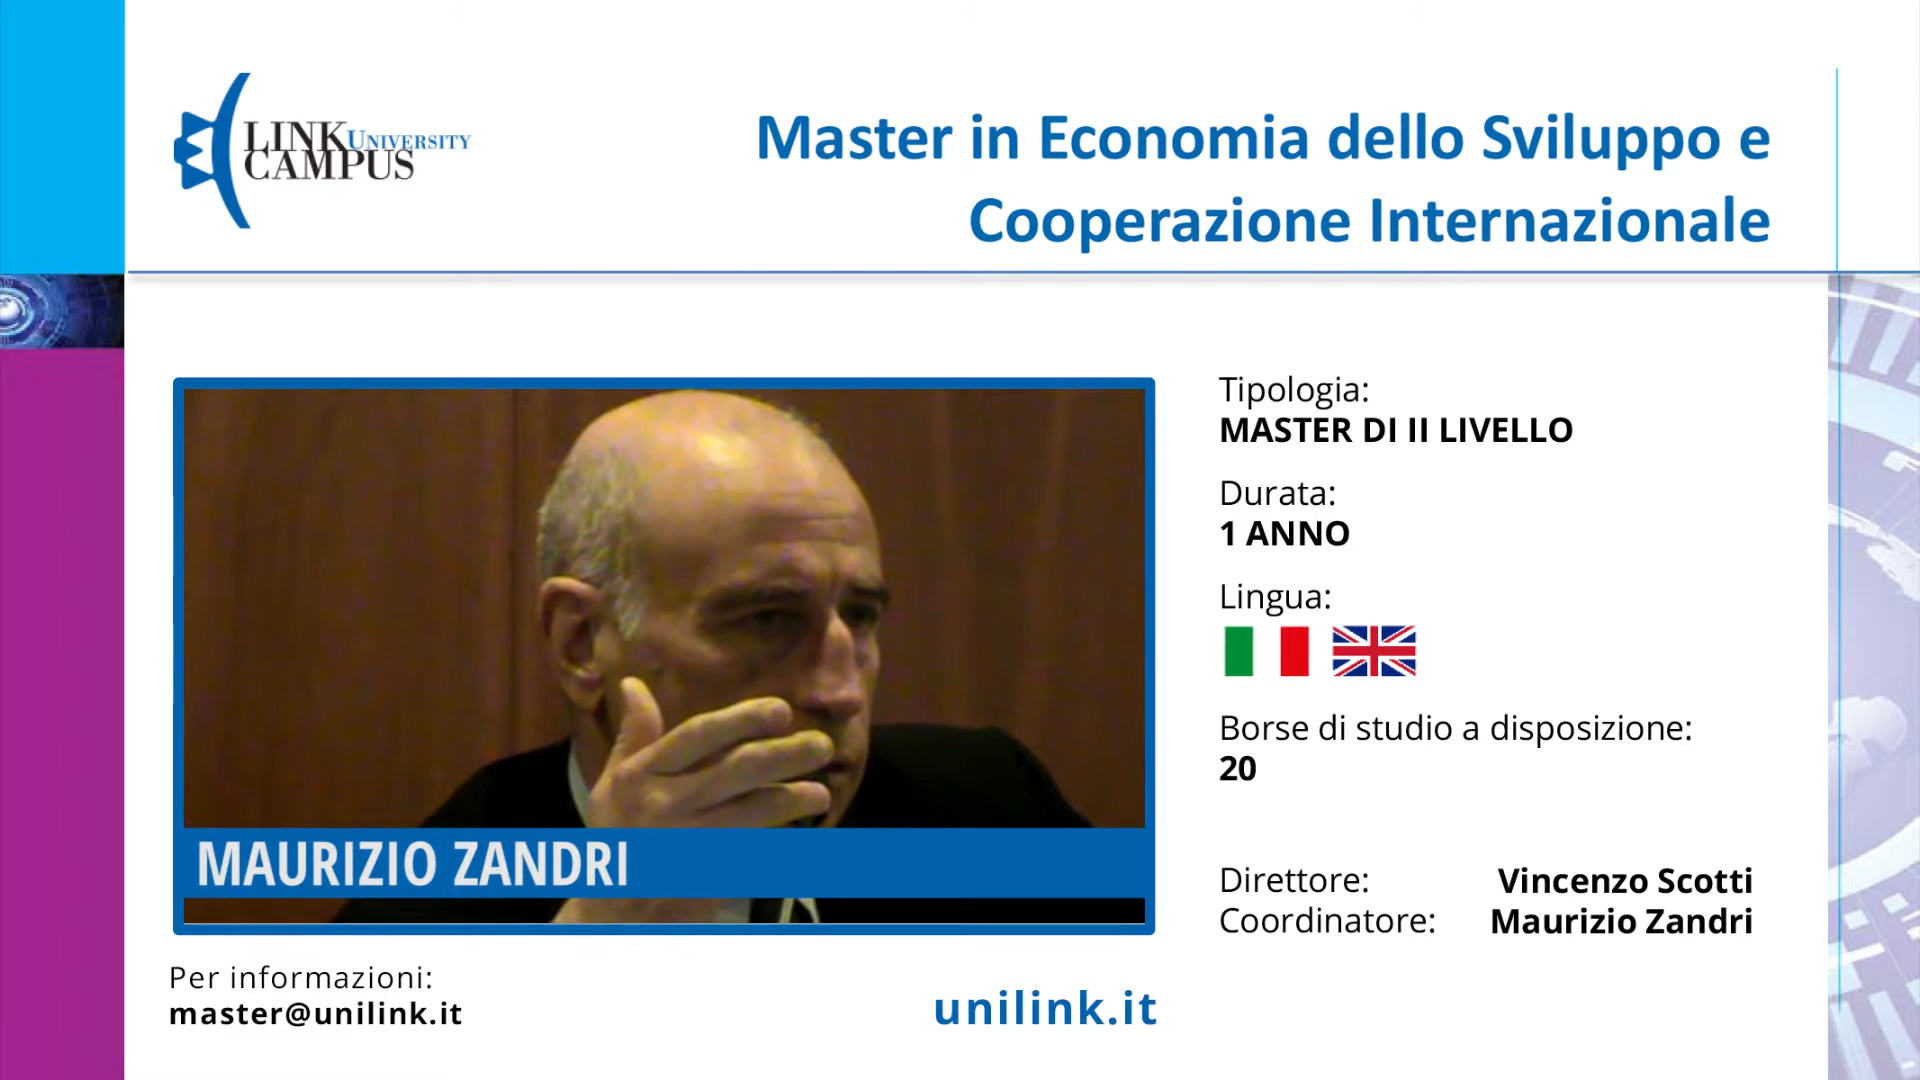 LINK UNIVERSITY
CAMPUS
Master in Economia dello Sviluppo e
Cooperazione Internazionale
MAURIZIO ZANDRI
Tipologia:
MASTER DI II LIVELLO
Durata:
1 ANNO
Lingua:
Borse di studio a disposizione:
20
Direttore: Vincenzo Scotti
Coordinatore: Maurizio Zandri
Per informazioni:
master@unilink.it
unilink.it